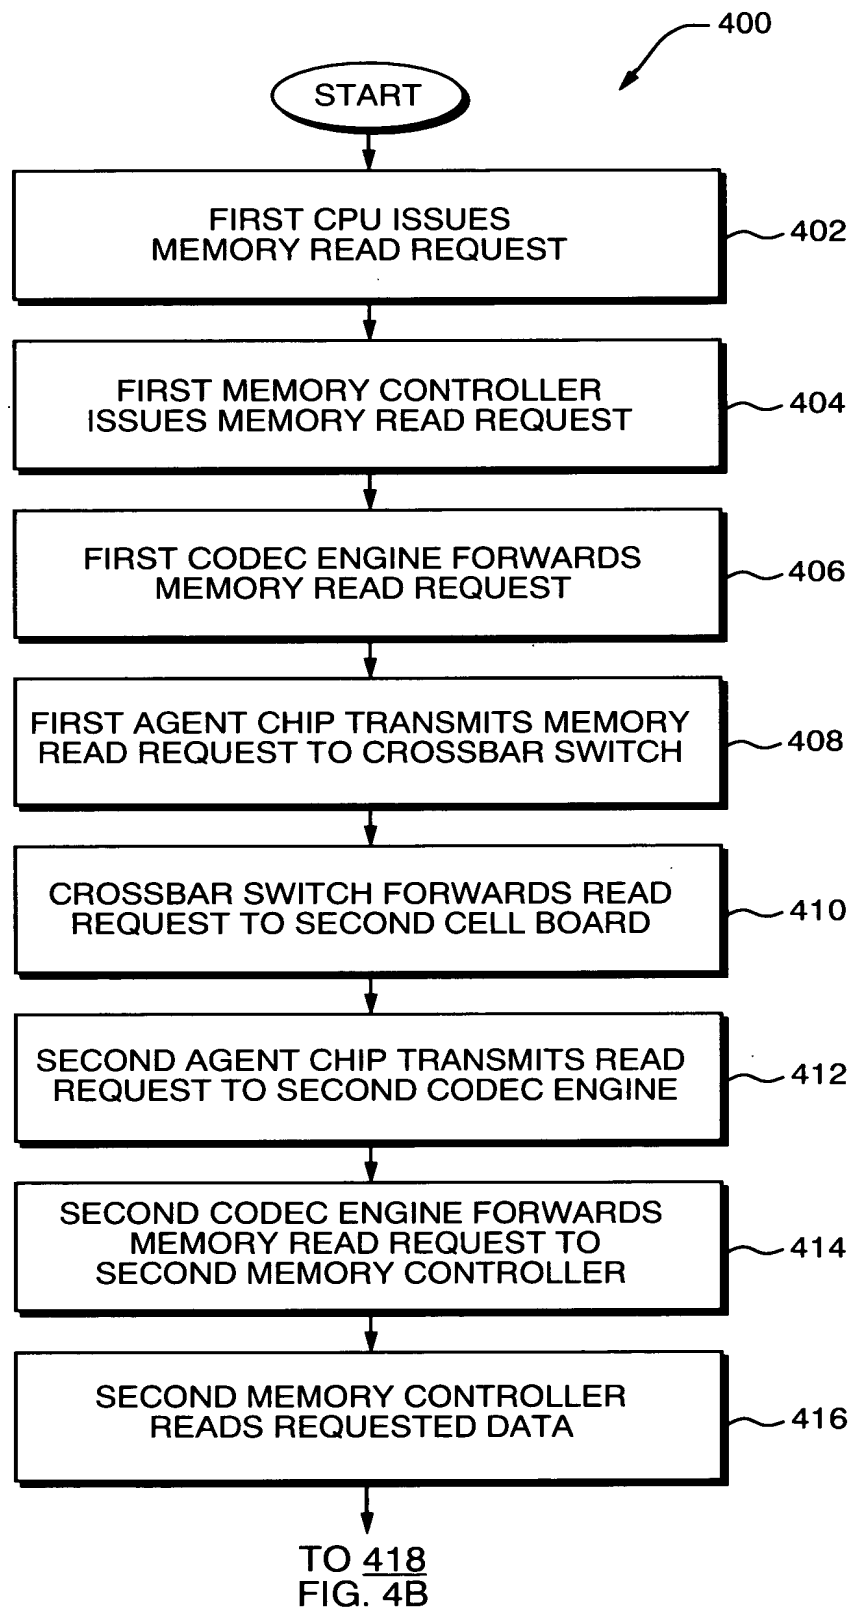 400
START
FIRST CPU ISSUES
MEMORY READ REQUEST
402
FIRST MEMORY CONTROLLER
ISSUES MEMORY READ REQUEST
404
FIRST CODEC ENGINE FORWARDS
MEMORY READ REQUEST
406
FIRST AGENT CHIP TRANSMITS MEMORY
READ REQUEST TO CROSSBAR SWITCH
408
CROSSBAR SWITCH FORWARDS READ
REQUEST TO SECOND CELL BOARD
410
SECOND AGENT CHIP TRANSMITS READ
REQUEST TO SECOND CODEC ENGINE
412
SECOND CODEC ENGINE FORWARDS
MEMORY READ REQUEST TO
SECOND MEMORY CONTROLLER
414
SECOND MEMORY CONTROLLER
READS REQUESTED DATA
416
TO 418
FIG. 4B